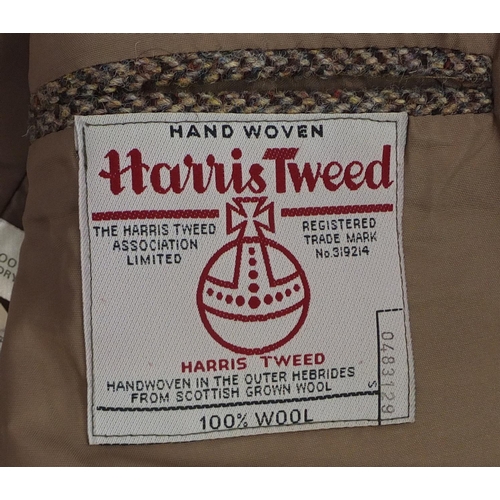 HAND WOVEN
Harris Tweed
THE HARRIS TWEED
ASSOCIATION
LIMITED
REGISTERED
TRADE MARK
No.319214
HARRIS TWEED
HANDWOVEN IN THE OUTER HEBRIDES
FROM SCOTTISH GROWN WOOL
100% WOOL
0483129
S